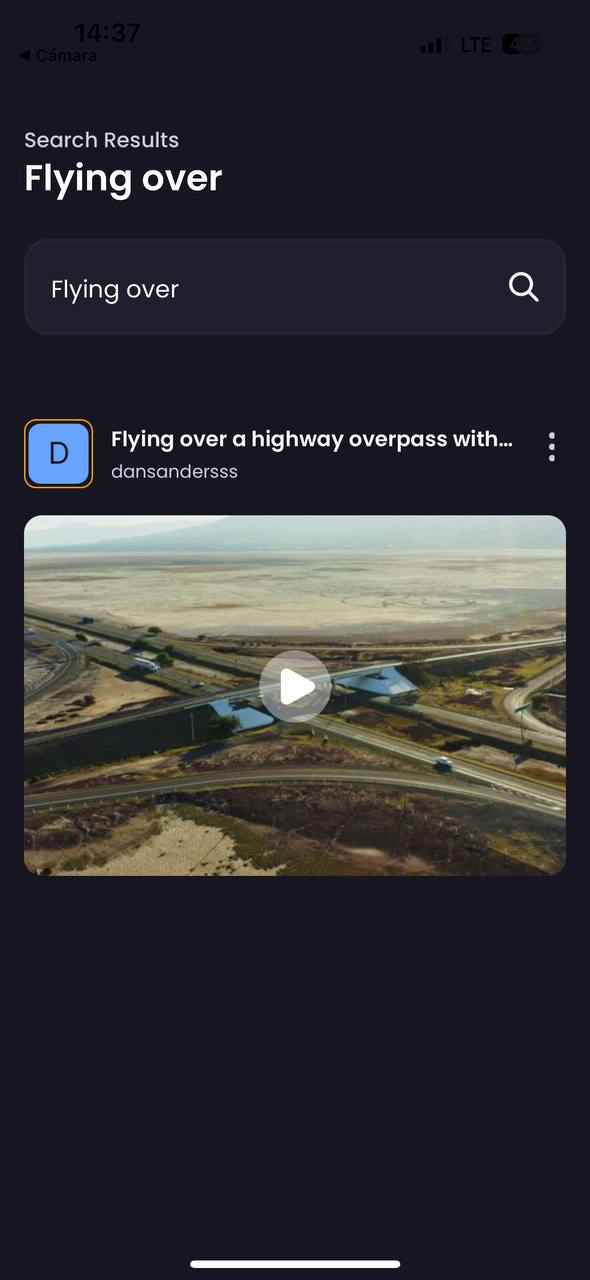 14:37
◀ Cámara
LTE
42
Search Results
Flying over
Flying over
D
Flying over a highway overpass with...
dansandersss